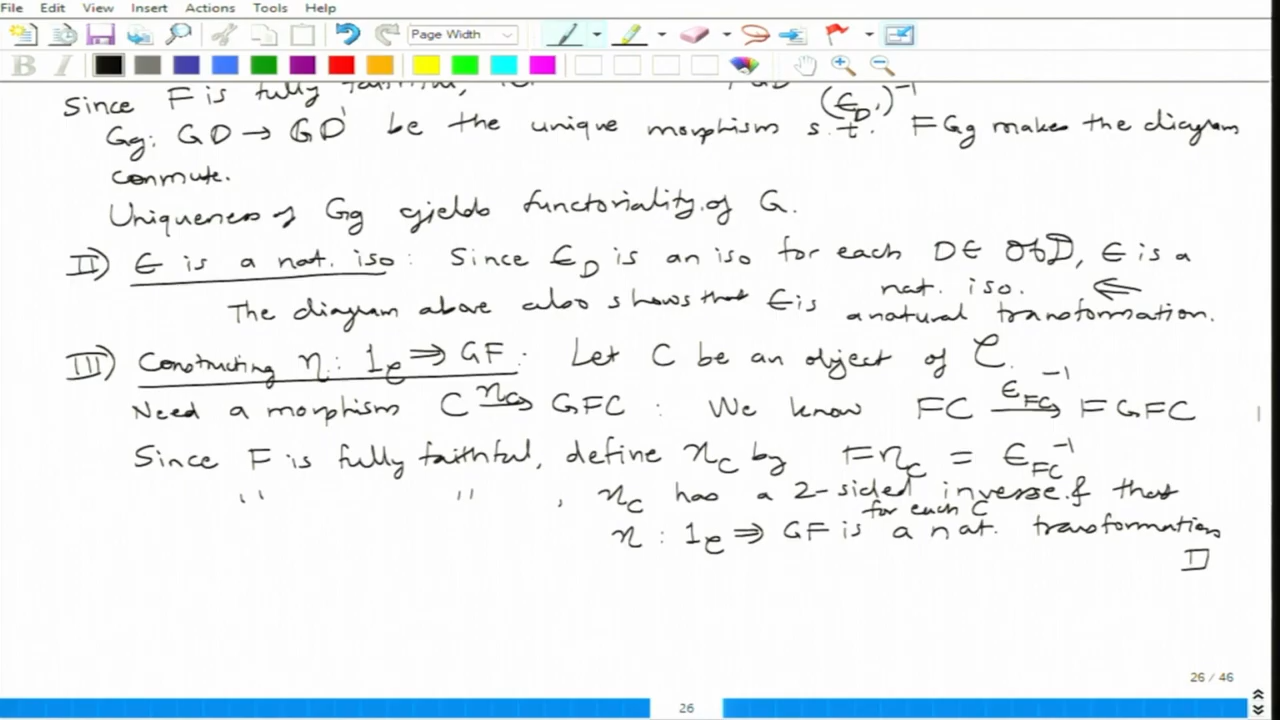 File Edit View Insert Actions Tools Help
Page Width
B I
Since F is fully faithful,
(ϵ_D')⁻¹
Gg: GD → GD' be the unique morphism s.t. FGg makes the diagram
commute.
Uniqueness of Gg yields functoriality of G.
II) ϵ is a nat. iso: Since ϵ_D is an iso for each D ∈ Ob𝒟, ϵ is a
nat. iso. ⇐
The diagram above also shows that ϵ is a natural transformation.
III) Constructing η: 1_𝒞 ⇒ GF: Let C be an object of 𝒞.
Need a morphism C →^{η_C} GFC : We know FC →^{ϵ_{FC}⁻¹} FGFC
Since F is fully faithful, define η_C by Fη_C = ϵ_{FC}⁻¹
" " , η_C has a 2-sided inverse & that
for each C
η : 1_𝒞 ⇒ GF is a nat. transformation
□
26 / 46
26